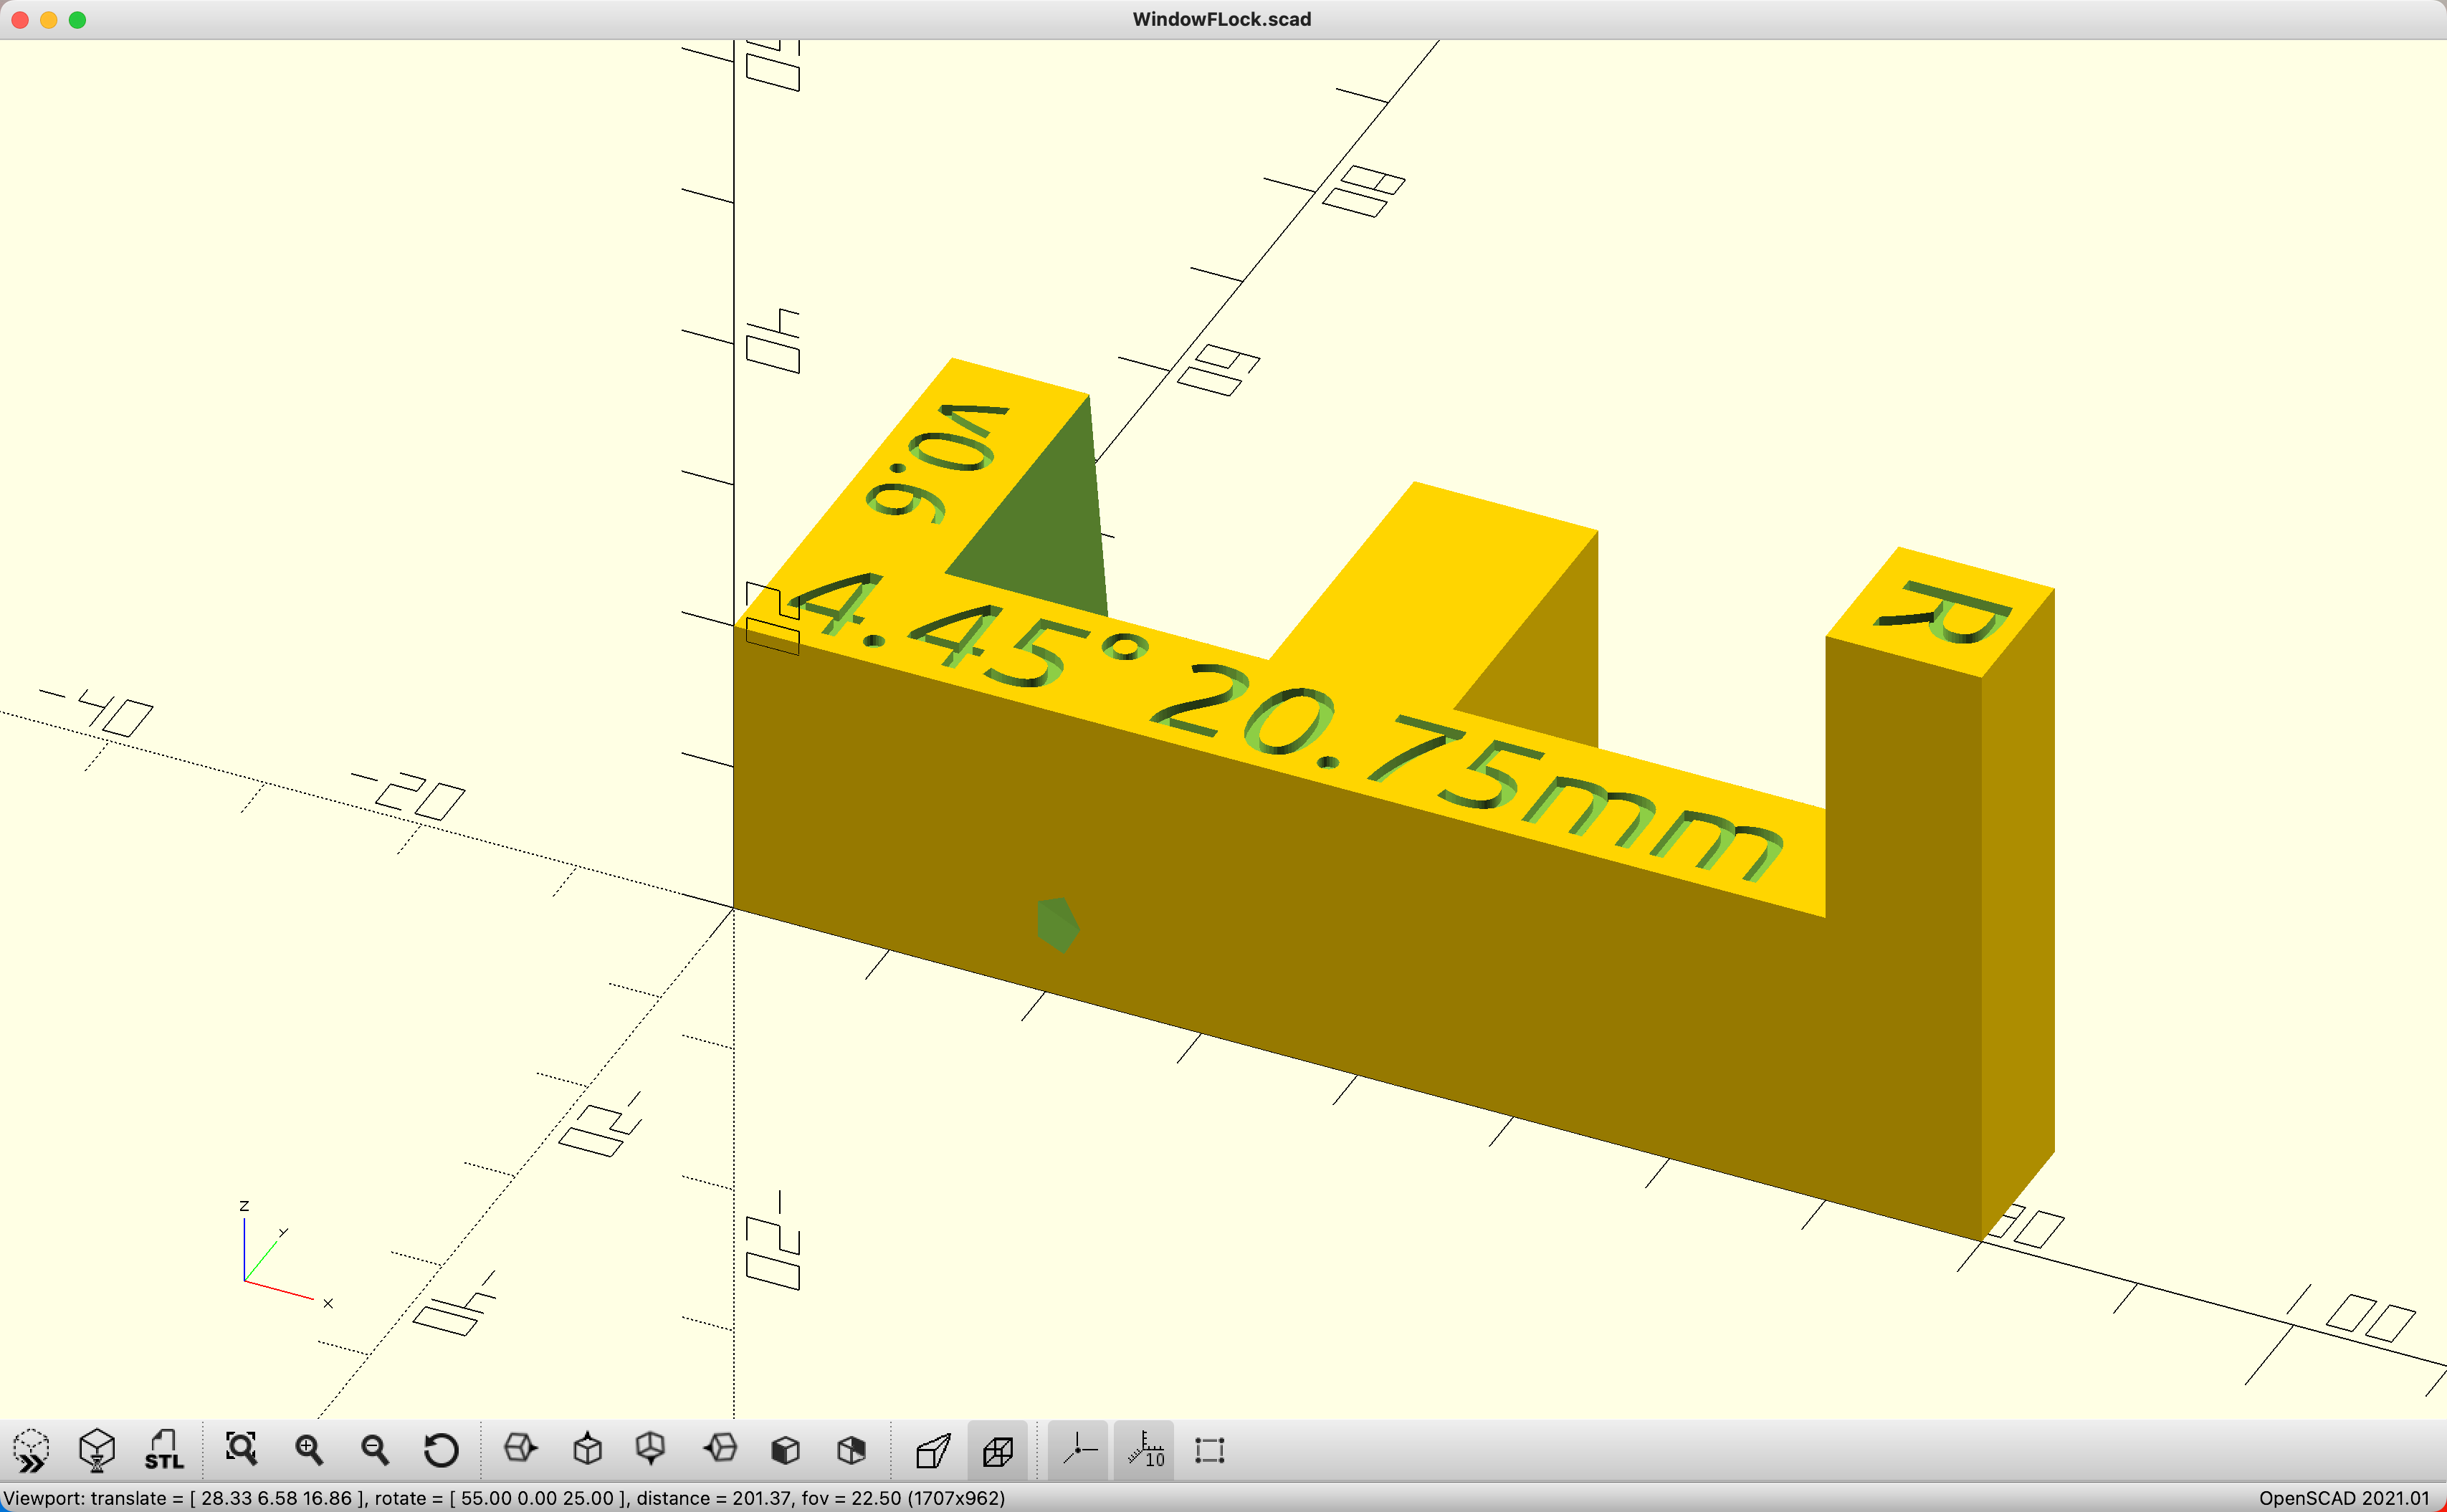 WindowFLock.scad
80
60
40
v0.6
R
20
4.45° 20.75mm
-40
-20
-20
-20
-40
80
100
Z
Y
X
STL
10
Viewport: translate = [ 28.33 6.58 16.86 ], rotate = [ 55.00 0.00 25.00 ], distance = 201.37, fov = 22.50 (1707x962)
OpenSCAD 2021.01